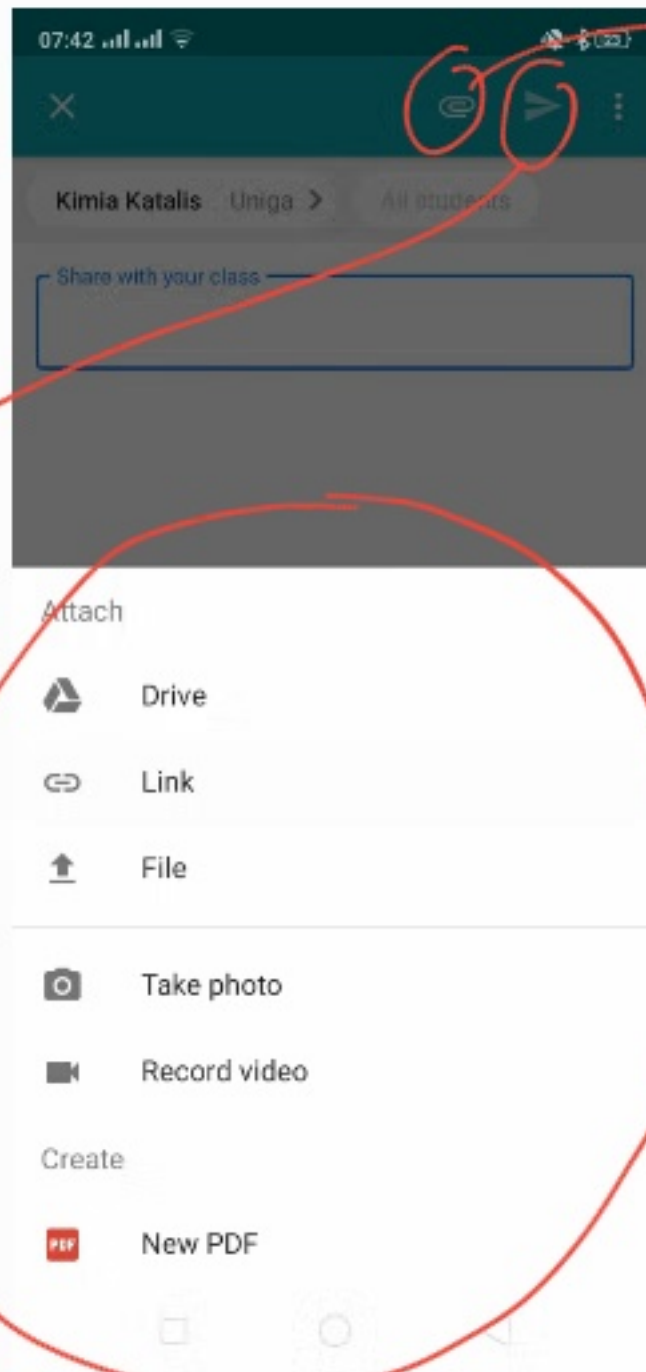 07:42
Kimia Katalis Uniga > All students
Share with your class
Attach
Drive
Link
File
Take photo
Record video
Create
PDF New PDF